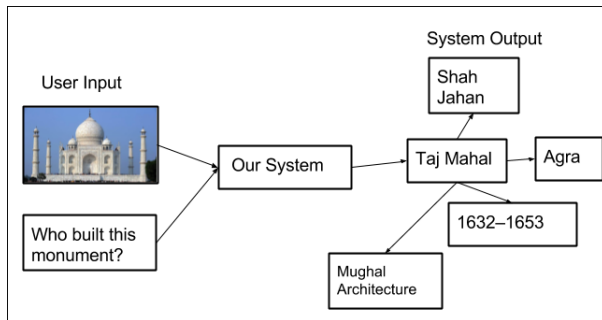 System Output
User Input
Shah
Jahan
Our System
Taj Mahal
Agra
Who built this
monument?
1632–1653
Mughal
Architecture